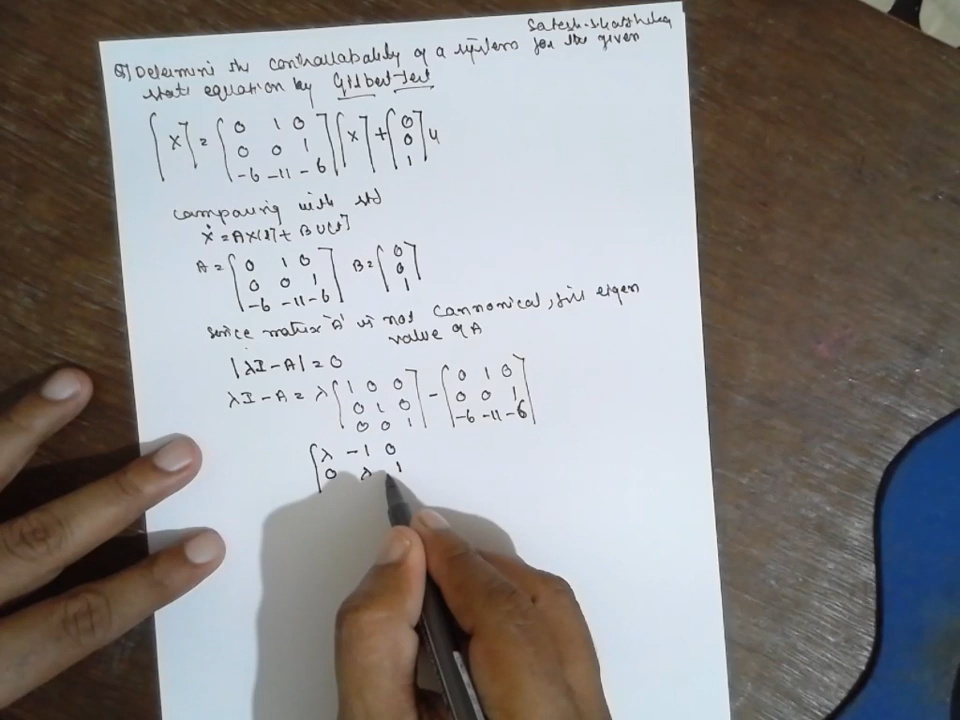 Satesh
Q) Determine the controllabality of a system for the given
state equation by Gilbert-Test
[X] = [0 1 0 [X] + [0 u
0 0 1 0
-6 -11 -6] 1]
comparing with std
Ẋ = AX(t) + BU(t)
A = [0 1 0 B = [0
0 0 1 0
-6 -11 -6] 1]
Since matrix 'A' is not cannonical, eigen
value of A
|λI - A| = 0
λI - A = λ [1 0 0 - [0 1 0
0 1 0 0 0 1
0 0 1] -6 -11 -6]
[λ -1 0
0 λ 1